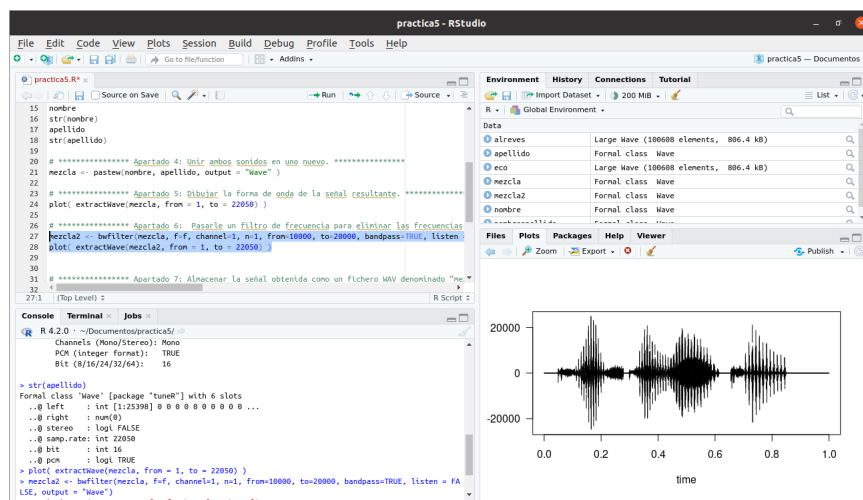 practica5 - RStudio
File Edit Code View Plots Session Build Debug Profile Tools Help
Go to file/function
Addins
practica5 — Documentos
practica5.R*
Source on Save
Run
Source
15 nombre
16 str(nombre)
17 apellido
18 str(apellido)
19
20 # **************** Apartado 4: Unir ambos sonidos en uno nuevo. ****************
21 mezcla <- pastew(nombre, apellido, output = "Wave" )
22
23 # **************** Apartado 5: Dibujar la forma de onda de la señal resultante. ****************
24 plot( extractWave(mezcla, from = 1, to = 22050) )
25
26 # **************** Apartado 6: Pasarle un filtro de frecuencia para eliminar las frecuencias
27 mezcla2 <- bwfilter(mezcla, f=f, channel=1, n=1, from=10000, to=20000, bandpass=TRUE, listen =
28 plot( extractWave(mezcla2, from = 1, to = 22050) )
29
30
31 # **************** Apartado 7: Almacenar la señal obtenida como un fichero WAV denominado “me
32
27:1 (Top Level) R Script
Console Terminal Jobs
R 4.2.0 · ~/Documentos/practica5/
Channels (Mono/Stereo): Mono
PCM (integer format): TRUE
Bit (8/16/24/32/64): 16
> str(apellido)
Formal class 'Wave' [package "tuneR"] with 6 slots
..@ left : int [1:25398] 0 0 0 0 0 0 0 0 0 0 ...
..@ right : num(0)
..@ stereo : logi FALSE
..@ samp.rate: int 22050
..@ bit : int 16
..@ pcm : logi TRUE
> plot( extractWave(mezcla, from = 1, to = 22050) )
> mezcla2 <- bwfilter(mezcla, f=f, channel=1, n=1, from=10000, to=20000, bandpass=TRUE, listen = FA
LSE, output = "Wave")
Environment History Connections Tutorial
Import Dataset 200 MiB List
R Global Environment
Data
alreves Large Wave (100608 elements, 806.4 kB)
apellido Formal class Wave
eco Large Wave (100608 elements, 806.4 kB)
mezcla Formal class Wave
mezcla2 Formal class Wave
nombre Formal class Wave
Files Plots Packages Help Viewer
Zoom Export Publish
20000
0
-20000
0.0 0.2 0.4 0.6 0.8 1.0
time